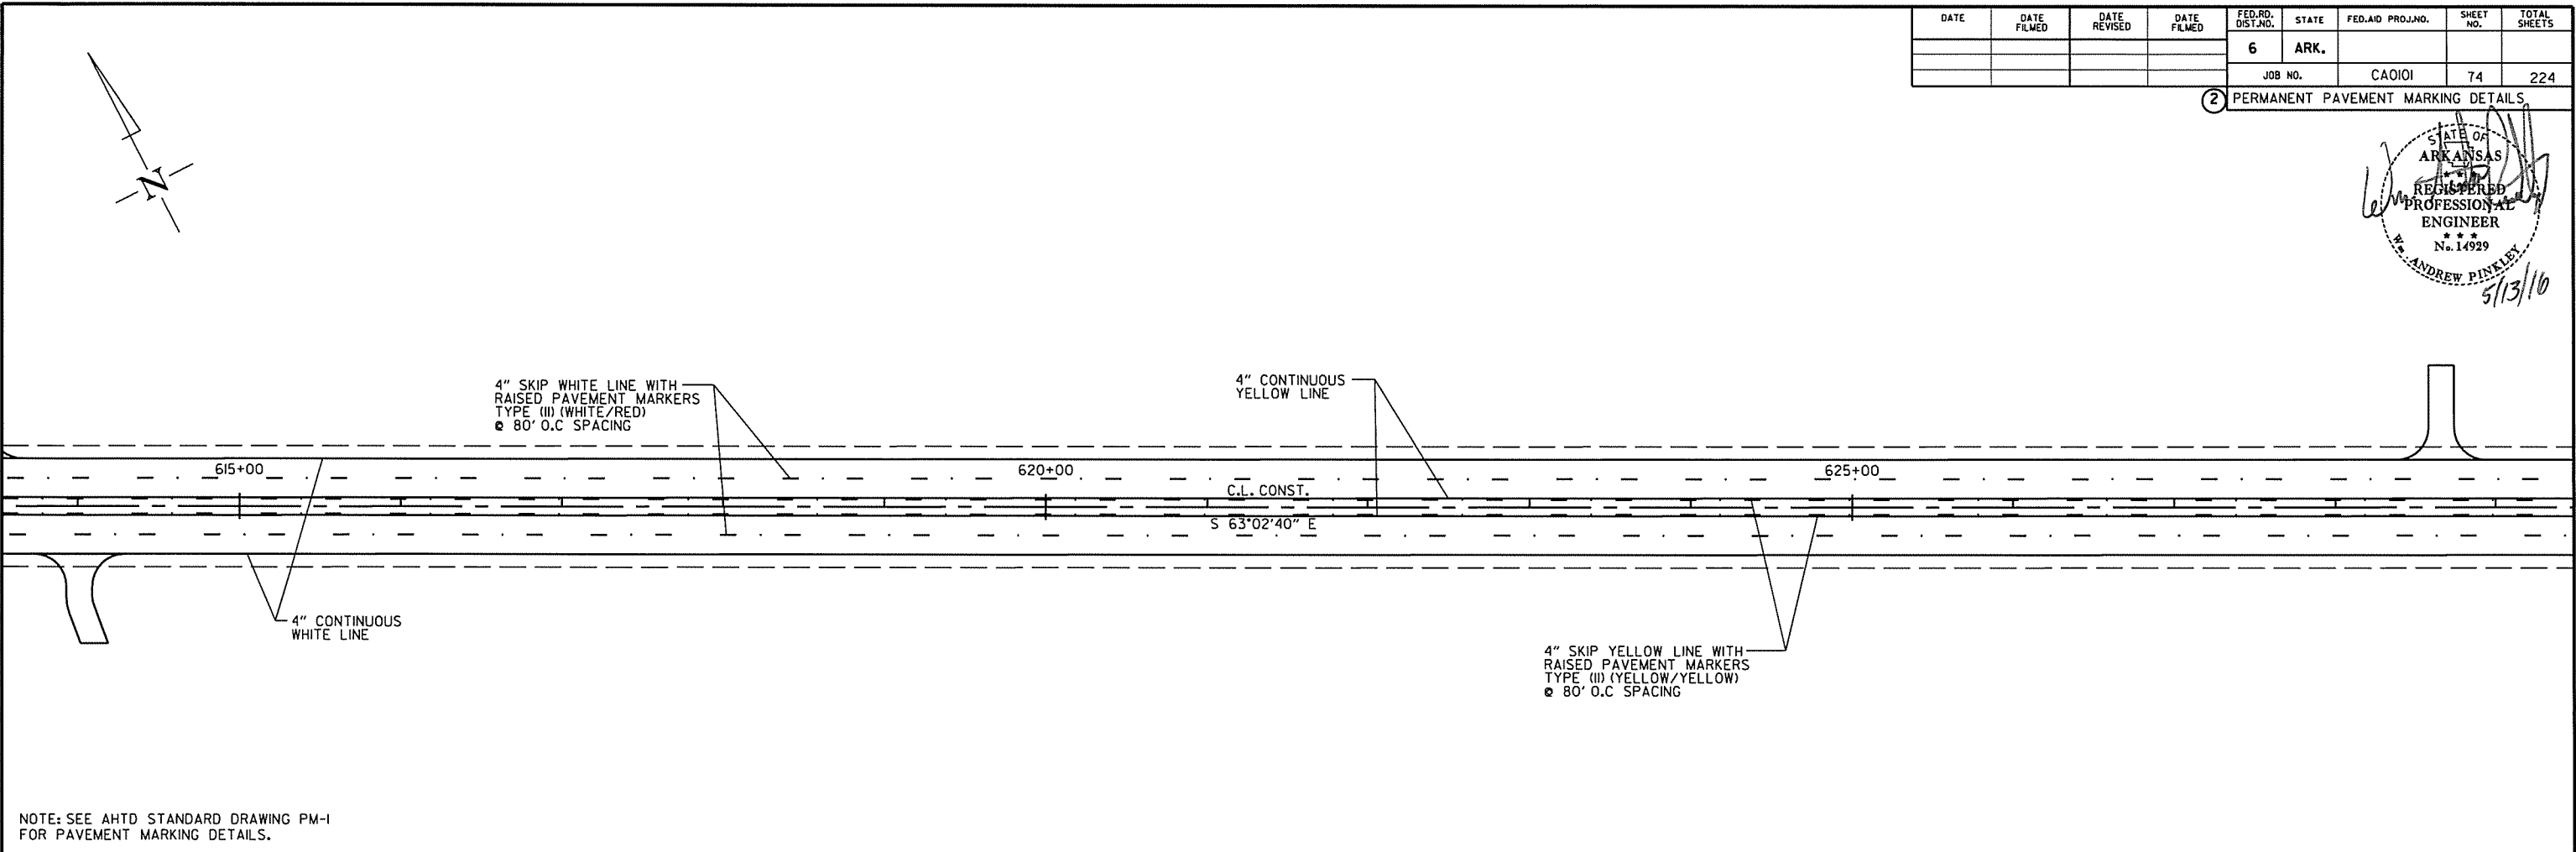 DATE
DATE FILMED
DATE REVISED
DATE FILMED
FED.RD. DIST.NO.
STATE
FED.AID PROJ.NO.
SHEET NO.
TOTAL SHEETS
6
ARK.
JOB NO.
CA0101
74
224
2 PERMANENT PAVEMENT MARKING DETAILS
STATE OF
ARKANSAS
REGISTERED
PROFESSIONAL
ENGINEER
No. 14929
Wm. ANDREW PINKLEY
5/13/16
N
4" SKIP WHITE LINE WITH
RAISED PAVEMENT MARKERS
TYPE (II) (WHITE/RED)
@ 80' O.C SPACING
4" CONTINUOUS
YELLOW LINE
615+00
620+00
625+00
C.L. CONST.
S 63°02'40" E
4" CONTINUOUS
WHITE LINE
4" SKIP YELLOW LINE WITH
RAISED PAVEMENT MARKERS
TYPE (II) (YELLOW/YELLOW)
@ 80' O.C SPACING
NOTE: SEE AHTD STANDARD DRAWING PM-1
FOR PAVEMENT MARKING DETAILS.